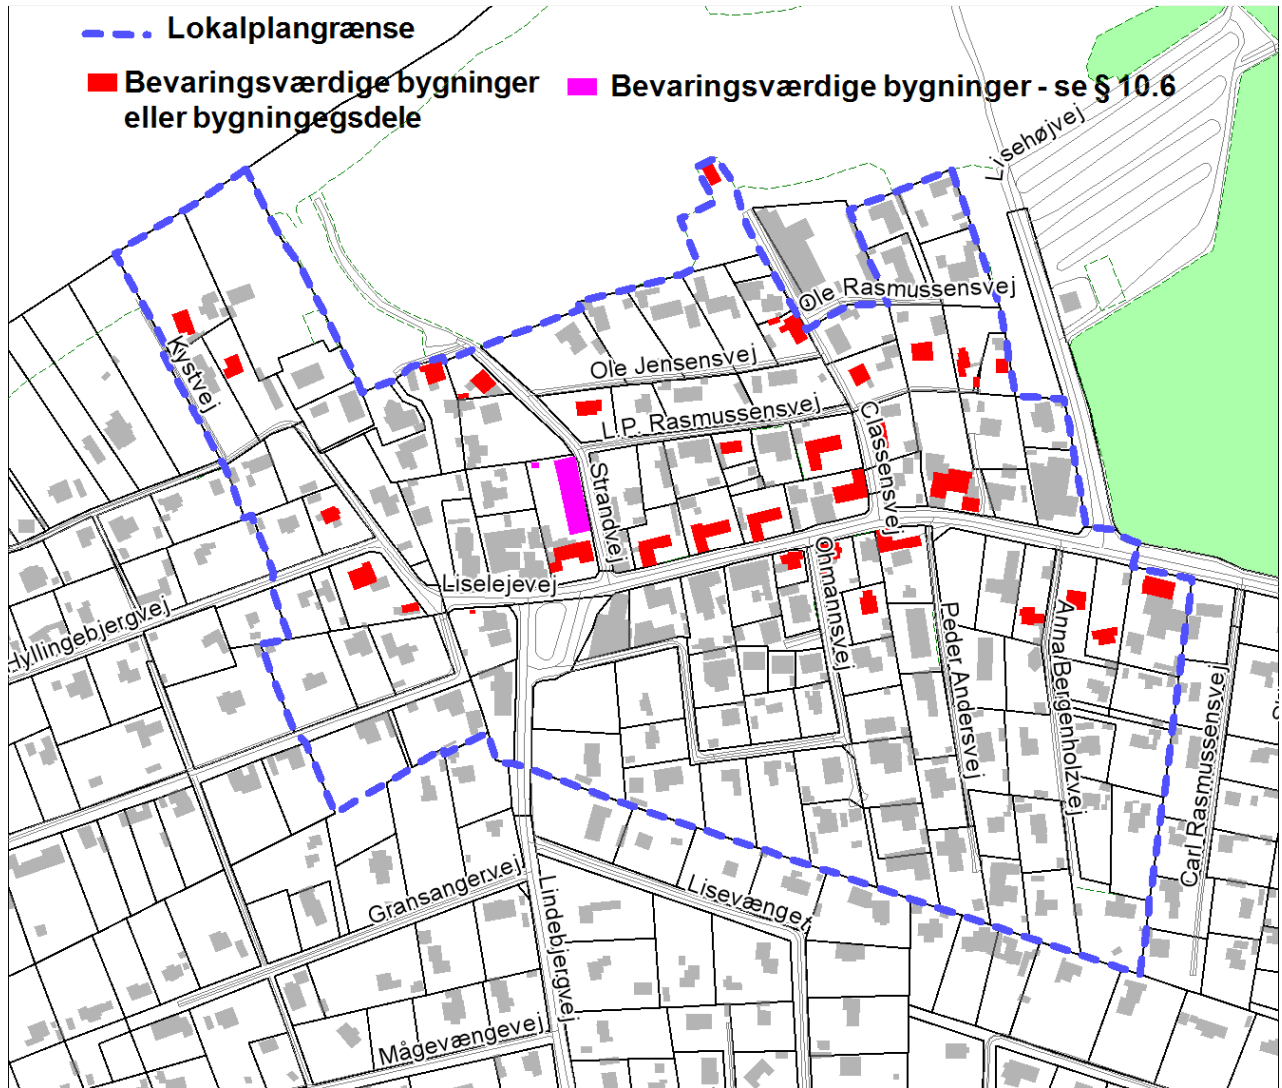 Lokalplangrænse
Bevaringsværdige bygninger
eller bygningegsdele
Bevaringsværdige bygninger - se § 10.6
Lisehøjvej
Ole Rasmussensvej
Kystvej
Ole Jensensvej
L.P. Rasmussensvej
Classensvej
Strandvej
Liselejevej
Ohmannsvej
Hyllingebjergvej
Peder Andersvej
Anna Bergenholzvej
Carl Rasmussensvej
Gransangervej
Lisevænget
Lindebjergvej
Mågevængevej